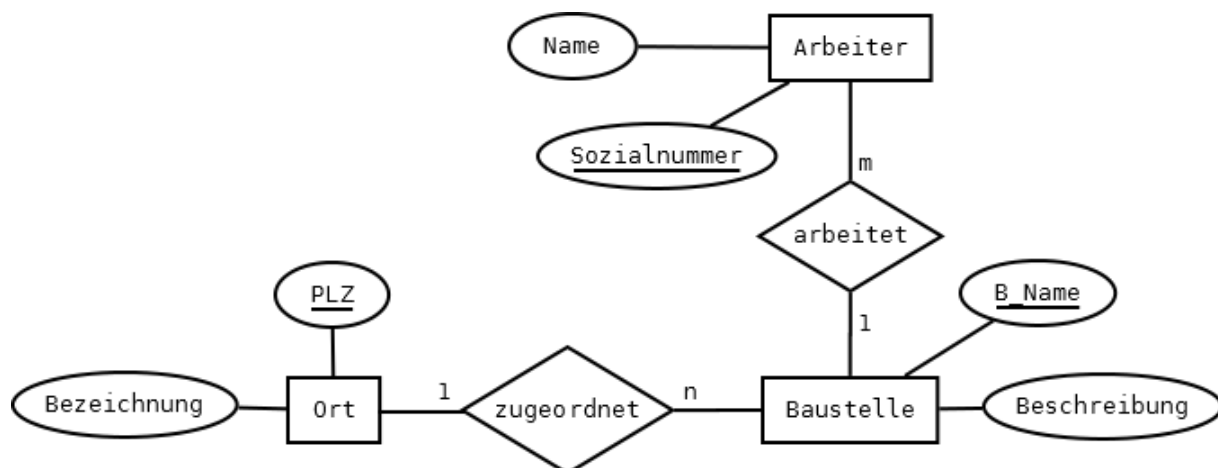 Name
Arbeiter
Sozialnummer
m
arbeitet
PLZ
B_Name
1
Bezeichnung
Ort
1
zugeordnet
n
Baustelle
Beschreibung